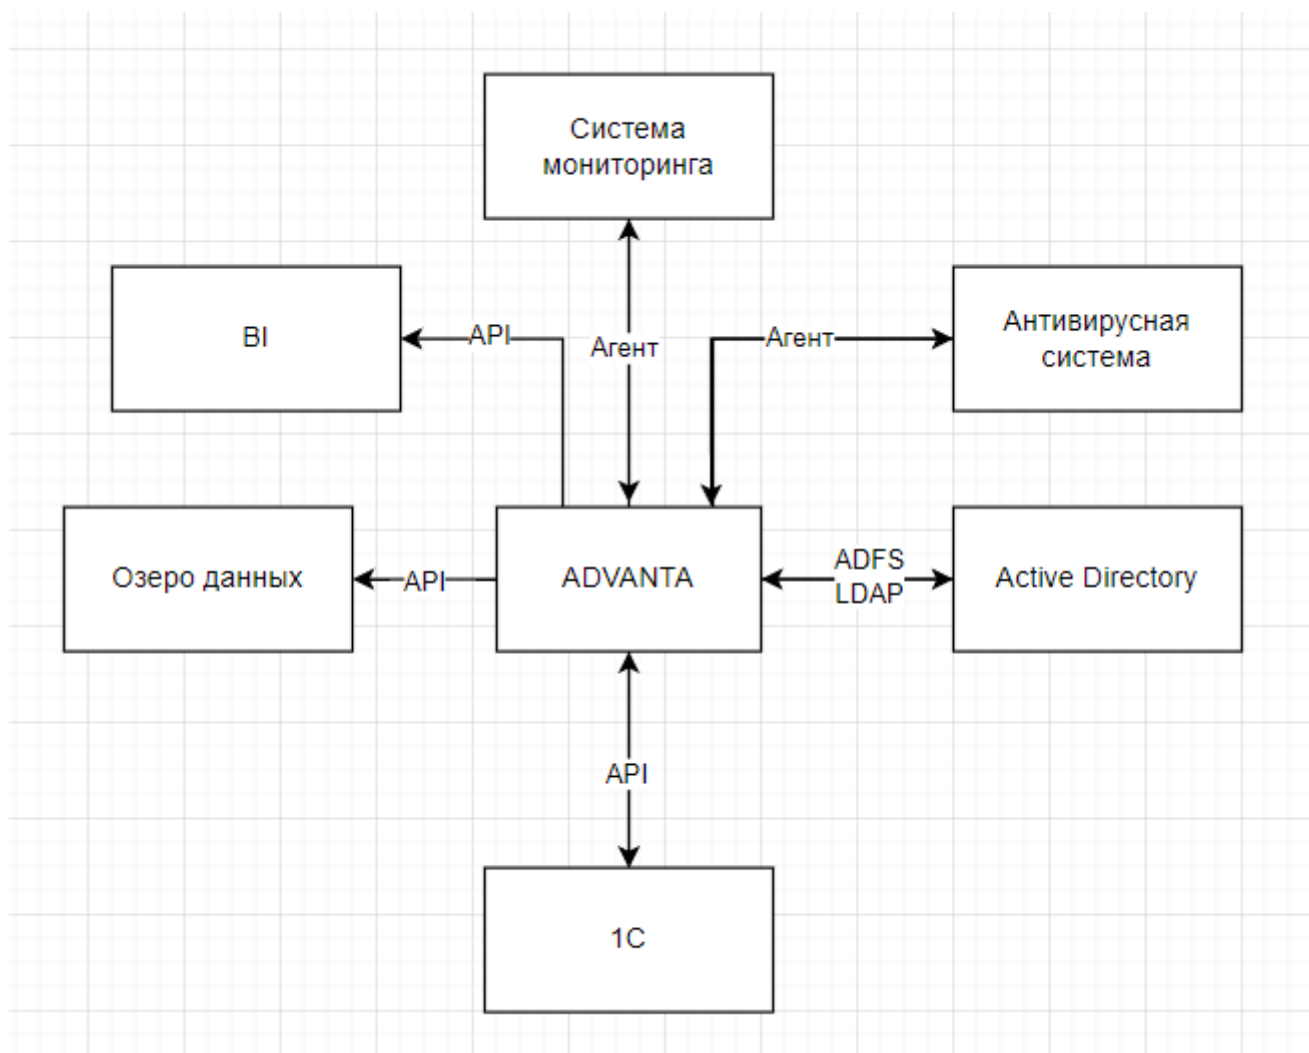 Система
мониторинга
BI
API
Агент
Агент
Антивирусная
система
Озеро данных
API
ADVANTA
ADFS
LDAP
Active Directory
API
1C